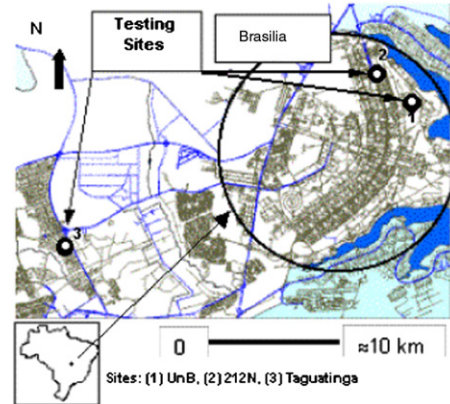 N
Testing
Sites
Brasilia
2
1
3
0
≈10 km
Sites: (1) UnB, (2) 212N, (3) Taguatinga